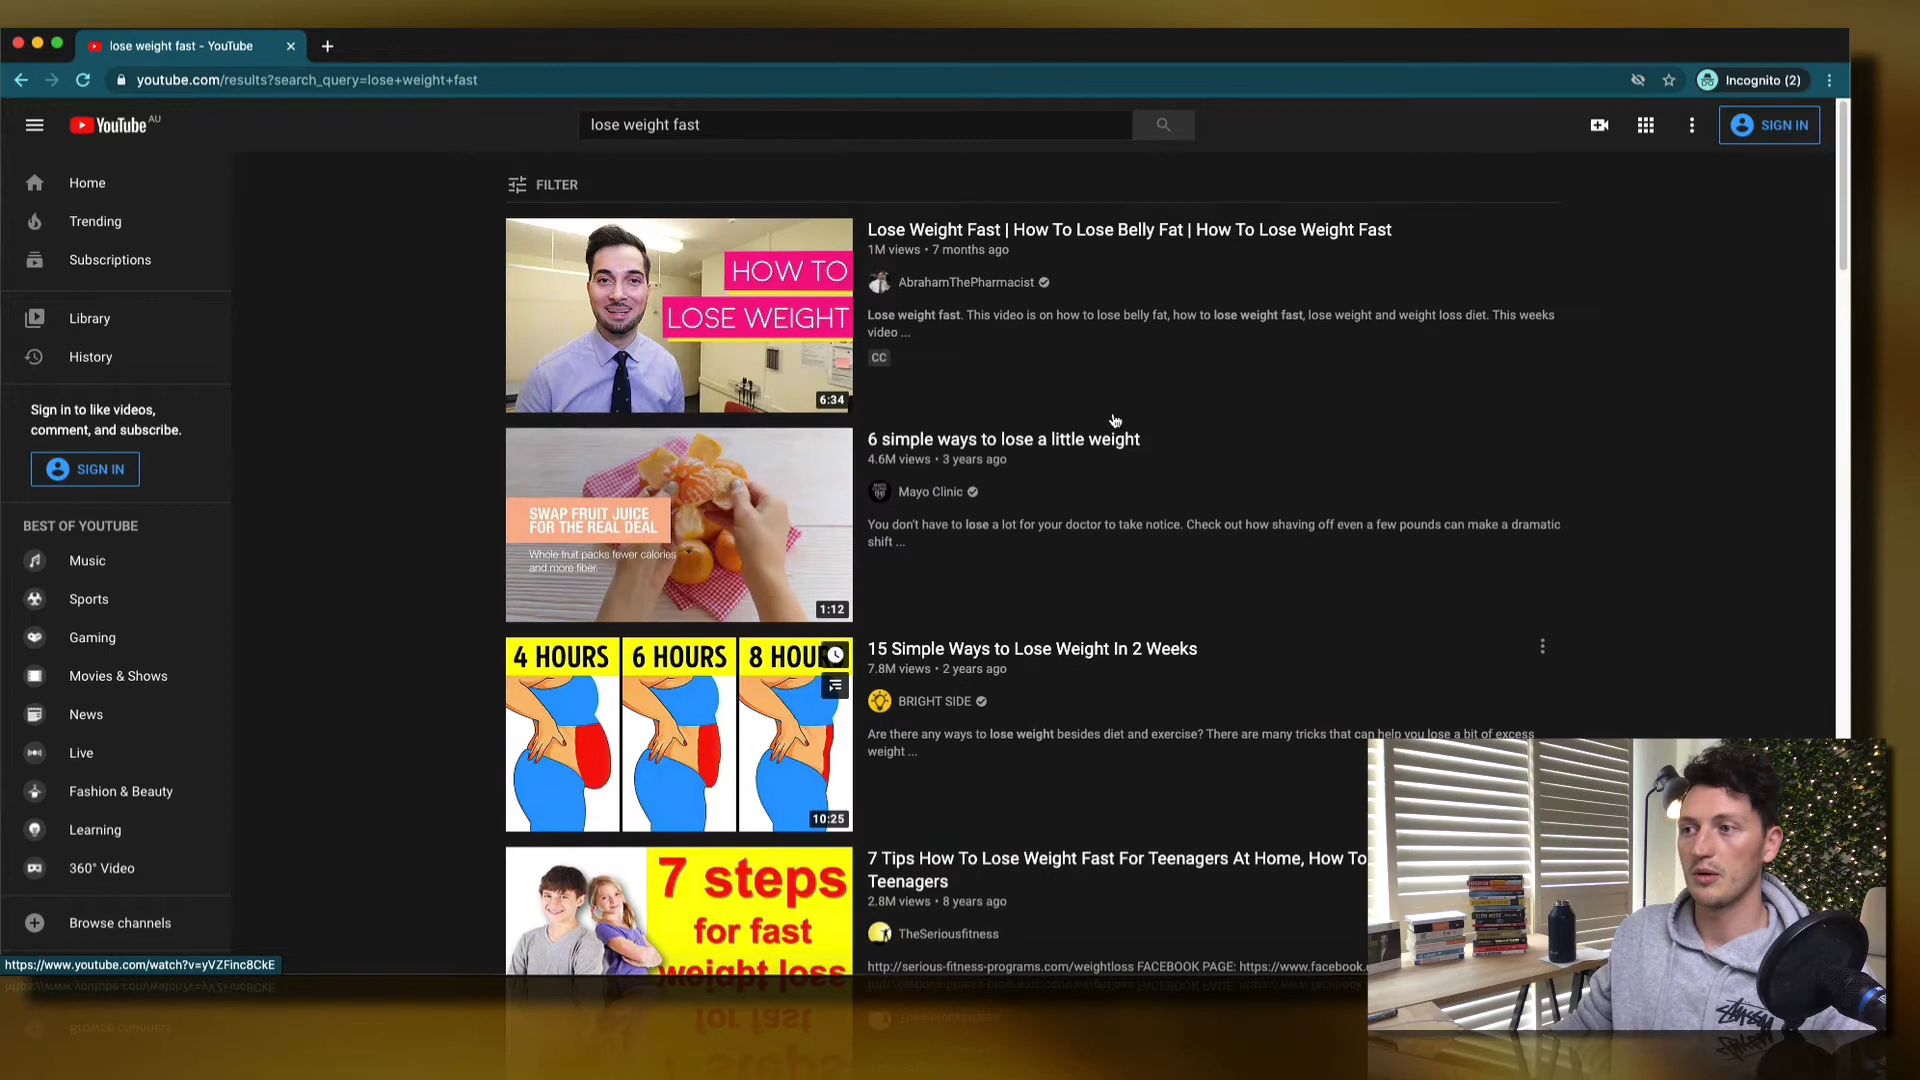 lose weight fast - YouTube
youtube.com/results?search_query=lose+weight+fast
Incognito (2)
YouTube AU
lose weight fast
SIGN IN
Home
Trending
Subscriptions
Library
History
Sign in to like videos,
comment, and subscribe.
SIGN IN
BEST OF YOUTUBE
Music
Sports
Gaming
Movies & Shows
News
Live
Fashion & Beauty
Learning
360° Video
Browse channels
https://www.youtube.com/watch?v=yVZFinc8CkE
FILTER
HOW TO
LOSE WEIGHT
6:34
Lose Weight Fast | How To Lose Belly Fat | How To Lose Weight Fast
1M views • 7 months ago
AbrahamThePharmacist
Lose weight fast. This video is on how to lose belly fat, how to lose weight fast, lose weight and weight loss diet. This weeks
video ...
CC
SWAP FRUIT JUICE
FOR THE REAL DEAL
Whole fruit packs fewer calories
and more fiber.
1:12
6 simple ways to lose a little weight
4.6M views • 3 years ago
Mayo Clinic
You don't have to lose a lot for your doctor to take notice. Check out how shaving off even a few pounds can make a dramatic
shift ...
4 HOURS
6 HOURS
8 HOU
10:25
15 Simple Ways to Lose Weight In 2 Weeks
7.8M views • 2 years ago
BRIGHT SIDE
Are there any ways to lose weight besides diet and exercise? There are many tricks that can help you lose a bit of excess
weight ...
7 steps
for fast
weight loss
7 Tips How To Lose Weight Fast For Teenagers At Home, How To
Teenagers
2.8M views • 8 years ago
TheSeriousfitness
http://serious-fitness-programs.com/weightloss FACEBOOK PAGE: https://www.facebook.